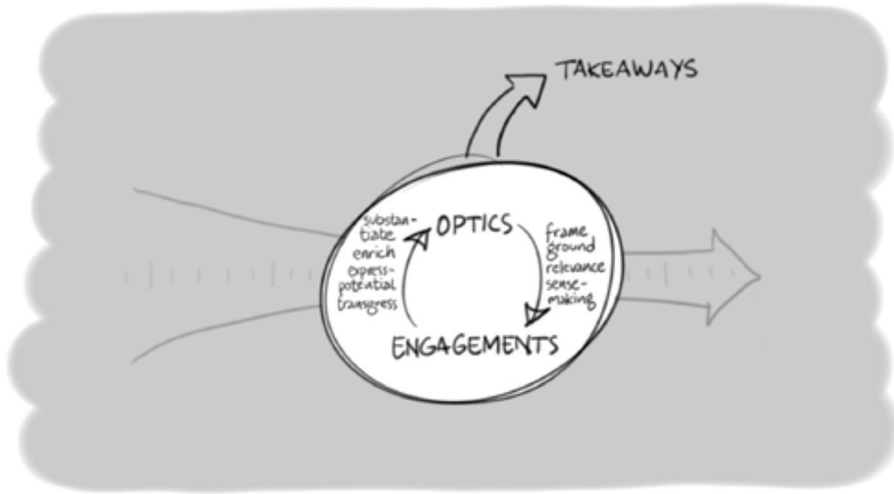 TAKEAWAYS
OPTICS
substan-
tiate
enrich
express-
potential
transgress
frame
ground
relevance
sense-
making
ENGAGEMENTS